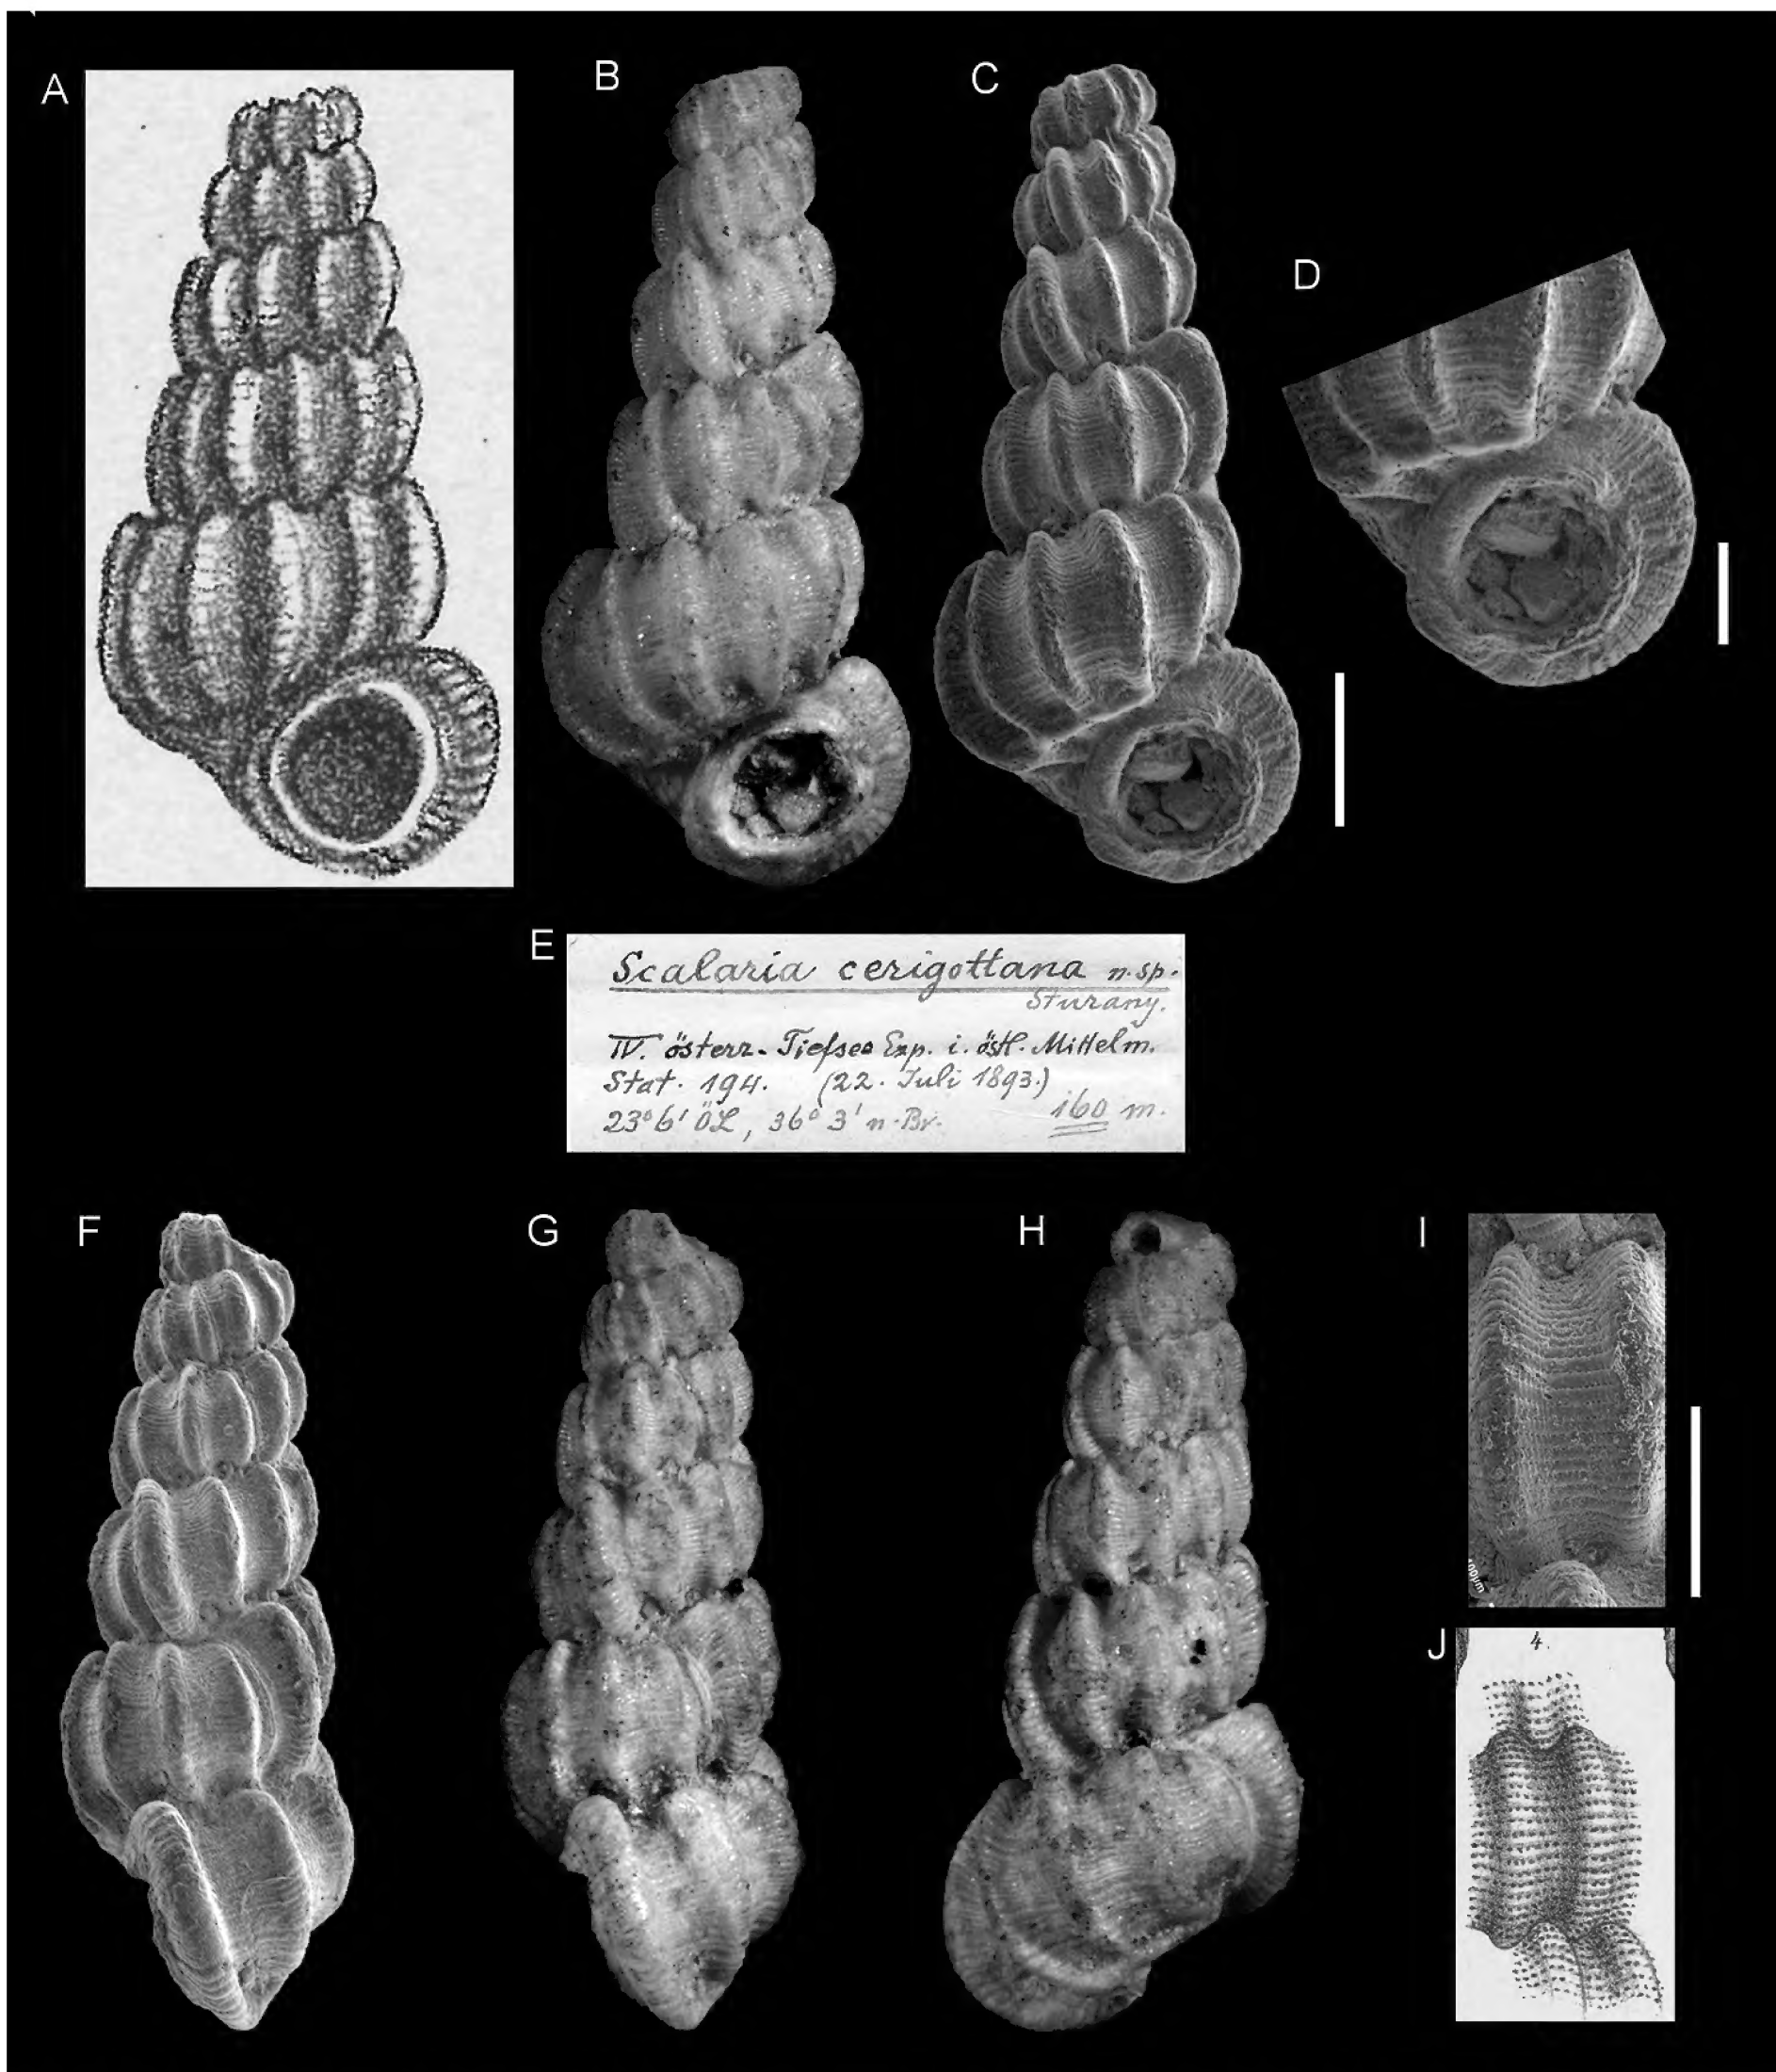 A
B
C
D
E
Scalaria cerigottana n.sp.
Sturany.
IV. österr. Tiefsee Exp. i. östl. Mittelm.
Stat. 194. (22. Juli 1893.)
23°6' ÖL, 36°3' n. Br. 160 m.
F
G
H
I
100µm
J
4.